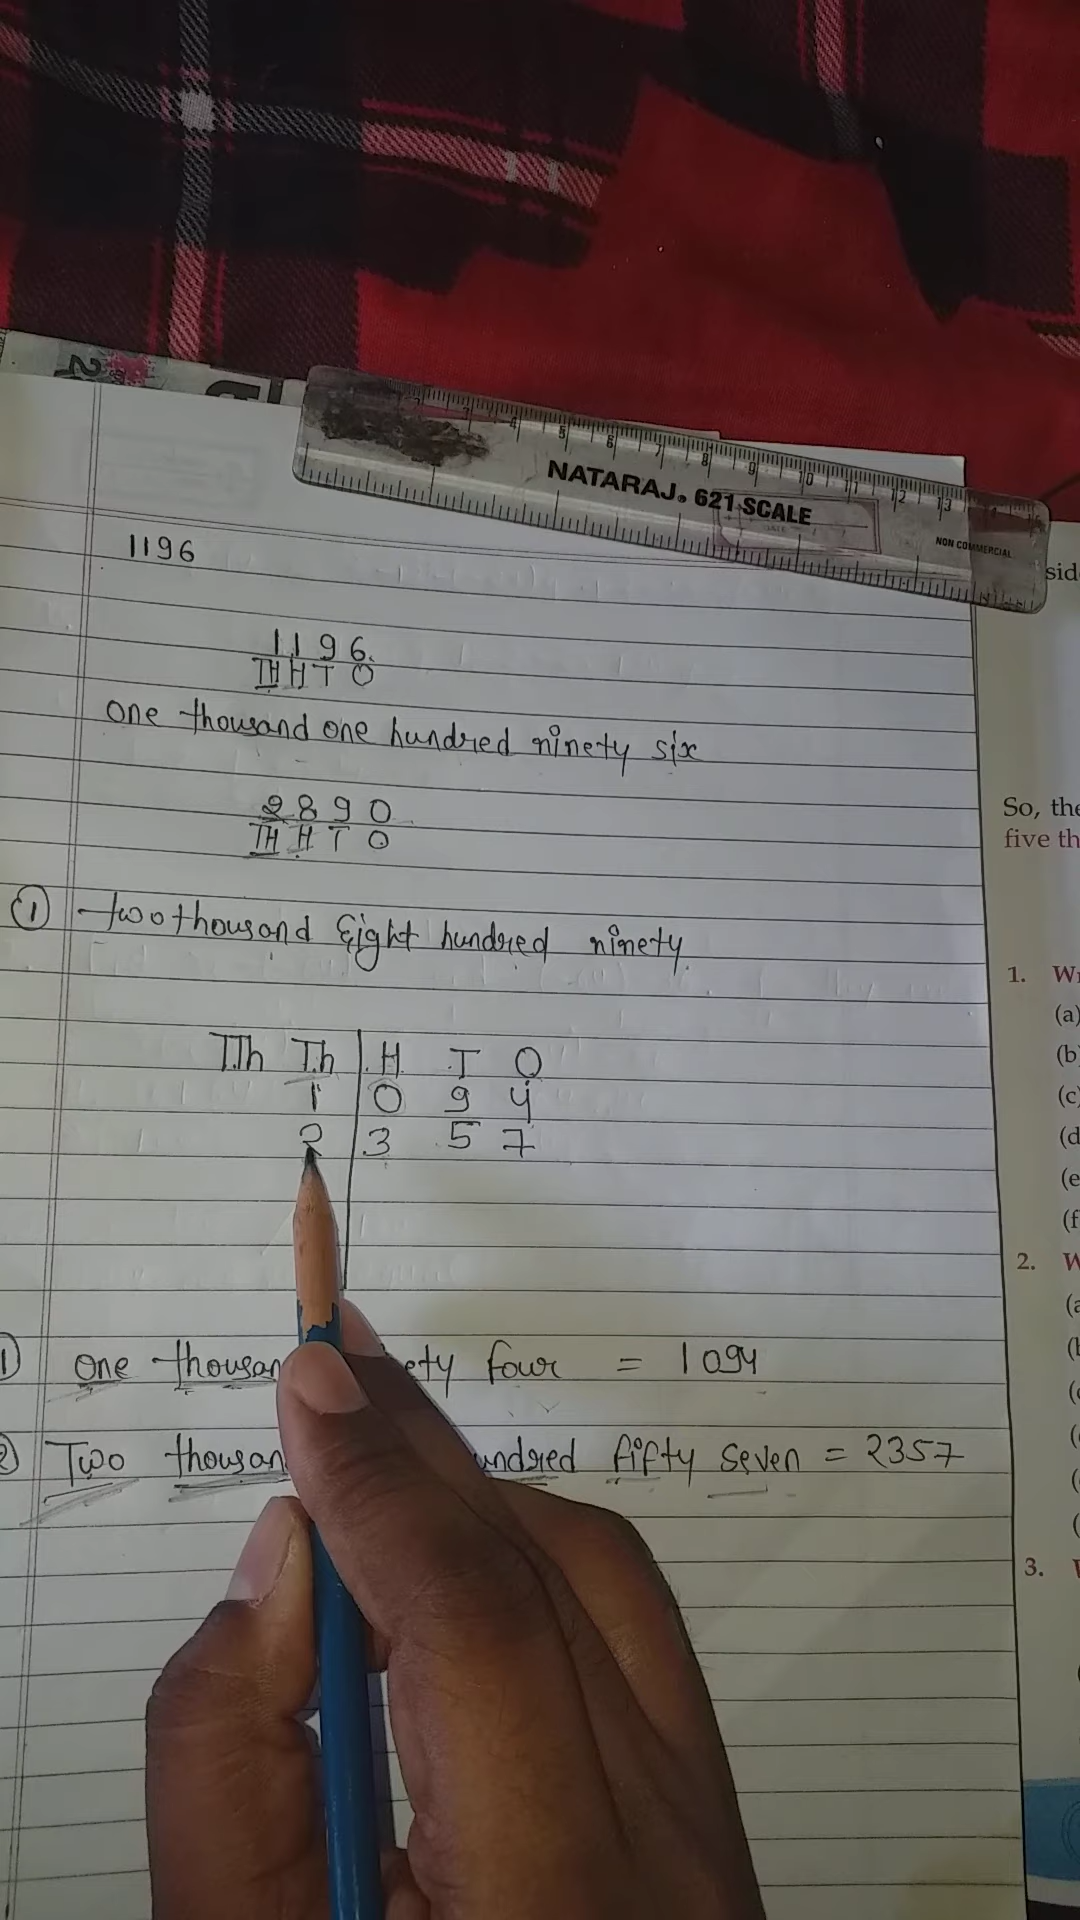 NATARAJ. 621 SCALE
NON COMMERCIAL
1196
1196.
TH H T O
One thousand one hundred ninety six
2890
TH H T O
① two thousand Eight hundred ninety.
T.Th Th H T O
1 0 9 4
2 3 5 7
① One thousan ety four = 1094
② Two thousan undred fifty seven = 2357
sid
So, the
five th
1. Wr
(a)
(b
(c)
(d
(e
(f
2. W
(a
(b
3.